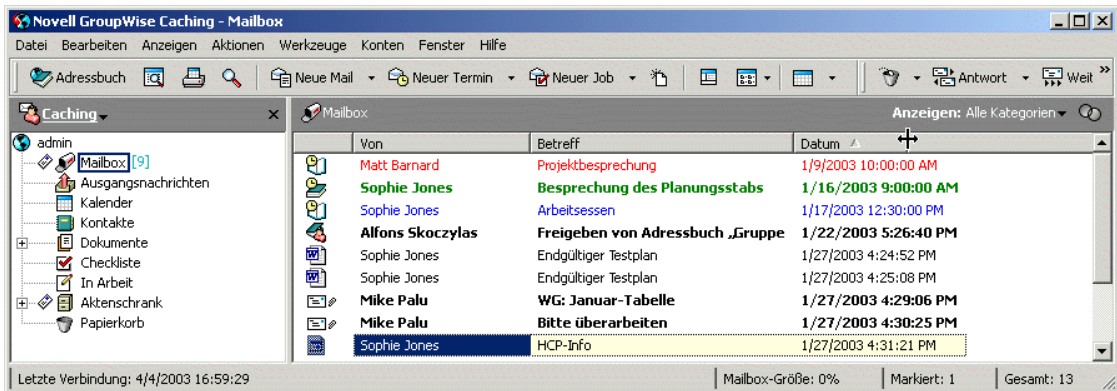 Novell GroupWise Caching - Mailbox
Datei Bearbeiten Anzeigen Aktionen Werkzeuge Konten Fenster Hilfe
Adressbuch Neue Mail Neuer Termin Neuer Job Antwort Weit
Caching
Mailbox Anzeigen: Alle Kategorien
admin
Mailbox [9]
Ausgangsnachrichten
Kalender
Kontakte
Dokumente
Checkliste
In Arbeit
Aktenschrank
Papierkorb
Von Betreff Datum
Matt Barnard Projektbesprechung 1/9/2003 10:00:00 AM
Sophie Jones Besprechung des Planungsstabs 1/16/2003 9:00:00 AM
Sophie Jones Arbeitsessen 1/17/2003 12:30:00 PM
Alfons Skoczylas Freigeben von Adressbuch „Gruppe 1/22/2003 5:26:40 PM
Sophie Jones Endgültiger Testplan 1/27/2003 4:24:52 PM
Sophie Jones Endgültiger Testplan 1/27/2003 4:25:08 PM
Mike Palu WG: Januar-Tabelle 1/27/2003 4:29:06 PM
Mike Palu Bitte überarbeiten 1/27/2003 4:30:25 PM
Sophie Jones HCP-Info 1/27/2003 4:31:21 PM
Letzte Verbindung: 4/4/2003 16:59:29 Mailbox-Größe: 0% Markiert: 1 Gesamt: 13